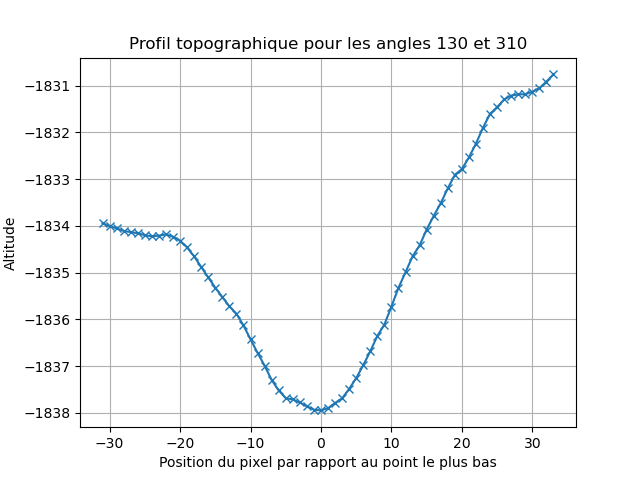 Profil topographique pour les angles 130 et 310
−1831
−1832
−1833
−1834
−1835
−1836
−1837
−1838
Altitude
−30 −20 −10 0 10 20 30
Position du pixel par rapport au point le plus bas